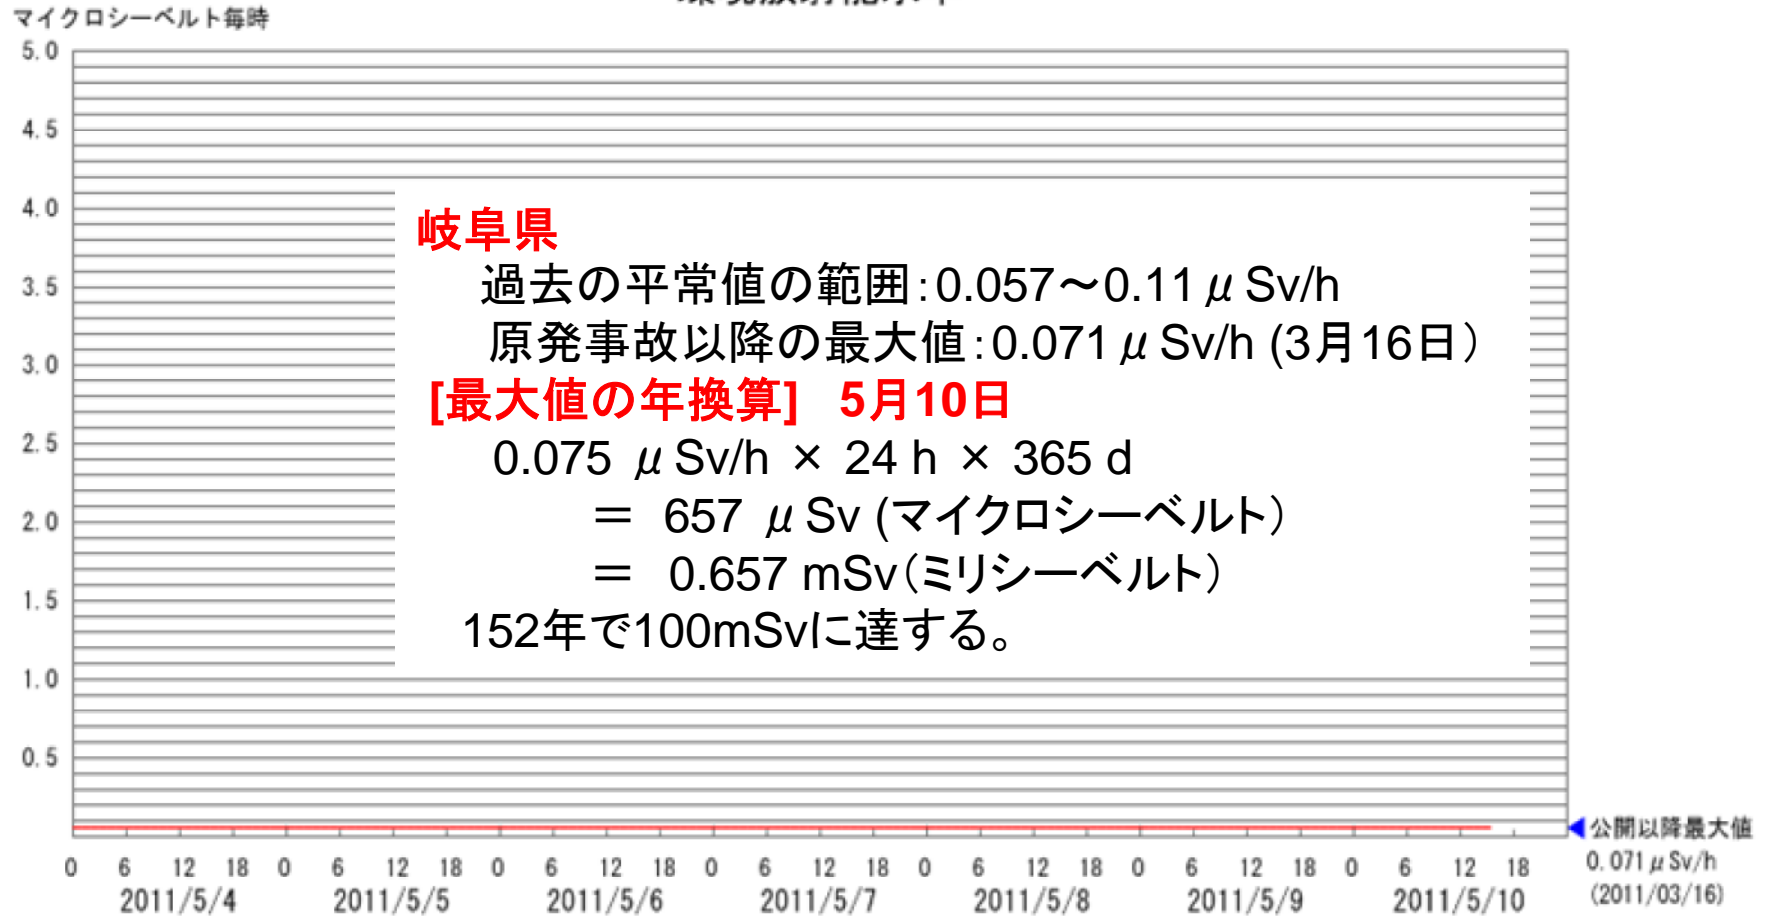 マイクロシーベルト毎時
5.0
4.5
4.0
3.5
3.0
2.5
2.0
1.5
1.0
0.5
岐阜県
過去の平常値の範囲:0.057～0.11μSv/h
原発事故以降の最大値:0.071μSv/h (3月16日）
[最大値の年換算] 5月10日
0.075 μSv/h × 24 h × 365 d
＝ 657 μSv (マイクロシーベルト）
＝ 0.657 mSv（ミリシーベルト）
152年で100mSvに達する。
0 6 12 18 0 6 12 18 0 6 12 18 0 6 12 18 0 6 12 18 0 6 12 18 0 6 12 18
2011/5/4 2011/5/5 2011/5/6 2011/5/7 2011/5/8 2011/5/9 2011/5/10
公開以降最大値
0.071μSv/h
(2011/03/16)